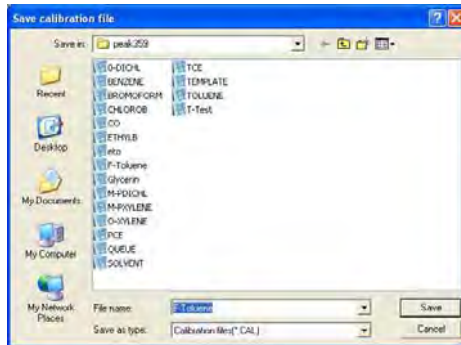 Save calibration file
Save in: peak359
Recent
Desktop
My Documents
My Computer
My Network Places
O-DICHL
BENZENE
BROMOFORM
CHLOROB
CO
ETHYLB
eto
F-Toluene
Glycerin
M-PDICHL
M-PXYLENE
O-XYLENE
PCE
QUEUE
SOLVENT
TCE
TEMPLATE
TOLUENE
T-Test
File name: F-Toluene
Save
Save as type: Calibration files(*.CAL)
Cancel